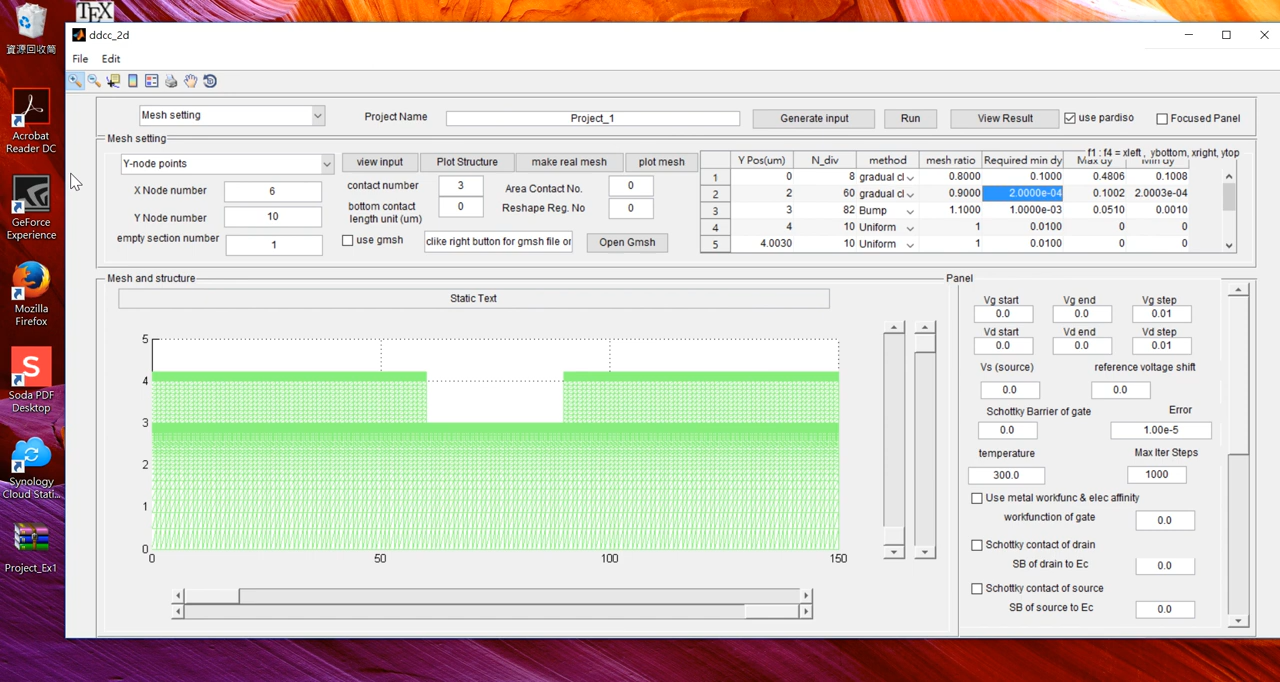 TEX
資源回收筒
Acrobat
Reader DC
GeForce
Experience
Mozilla
Firefox
Soda PDF
Desktop
Synology
Cloud Stati...
Project_Ex1
ddcc_2d
File Edit
Mesh setting Project Name Project_1 Generate input Run View Result use pardiso Focused Panel
Mesh setting
f1 : f4 = xleft , ybottom, xright, ytop
Y-node points view input Plot Structure make real mesh plot mesh
X Node number 6 contact number 3 Area Contact No. 0
Y Node number 10 bottom contact length unit (um) 0 Reshape Reg. No 0
empty section number 1 use gmsh clike right button for gmsh file or Open Gmsh
Y Pos(um) N_div method mesh ratio Required min dy Max dy Min dy
1 0 8 gradual cl 0.8000 0.1000 0.4806 0.1008
2 2 60 gradual cl 0.9000 2.0000e-04 0.1002 2.0003e-04
3 3 82 Bump 1.1000 1.0000e-03 0.0510 0.0010
4 4 10 Uniform 1 0.0100 0 0
5 4.0030 10 Uniform 1 0.0100 0 0
Mesh and structure
Static Text
5
4
3
2
1
0
0 50 100 150
Panel
Vg start Vg end Vg step
0.0 0.0 0.01
Vd start Vd end Vd step
0.0 0.0 0.01
Vs (source) reference voltage shift
0.0 0.0
Schottky Barrier of gate Error
0.0 1.00e-5
temperature Max Iter Steps
300.0 1000
Use metal workfunc & elec affinity
workfunction of gate 0.0
Schottky contact of drain
SB of drain to Ec 0.0
Schottky contact of source
SB of source to Ec 0.0